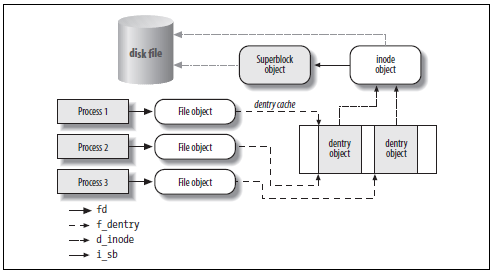 disk file
Superblock
object
inode
object
dentry cache
Process 1
File object
Process 2
File object
Process 3
File object
dentry
object
dentry
object
fd
f_dentry
d_inode
i_sb